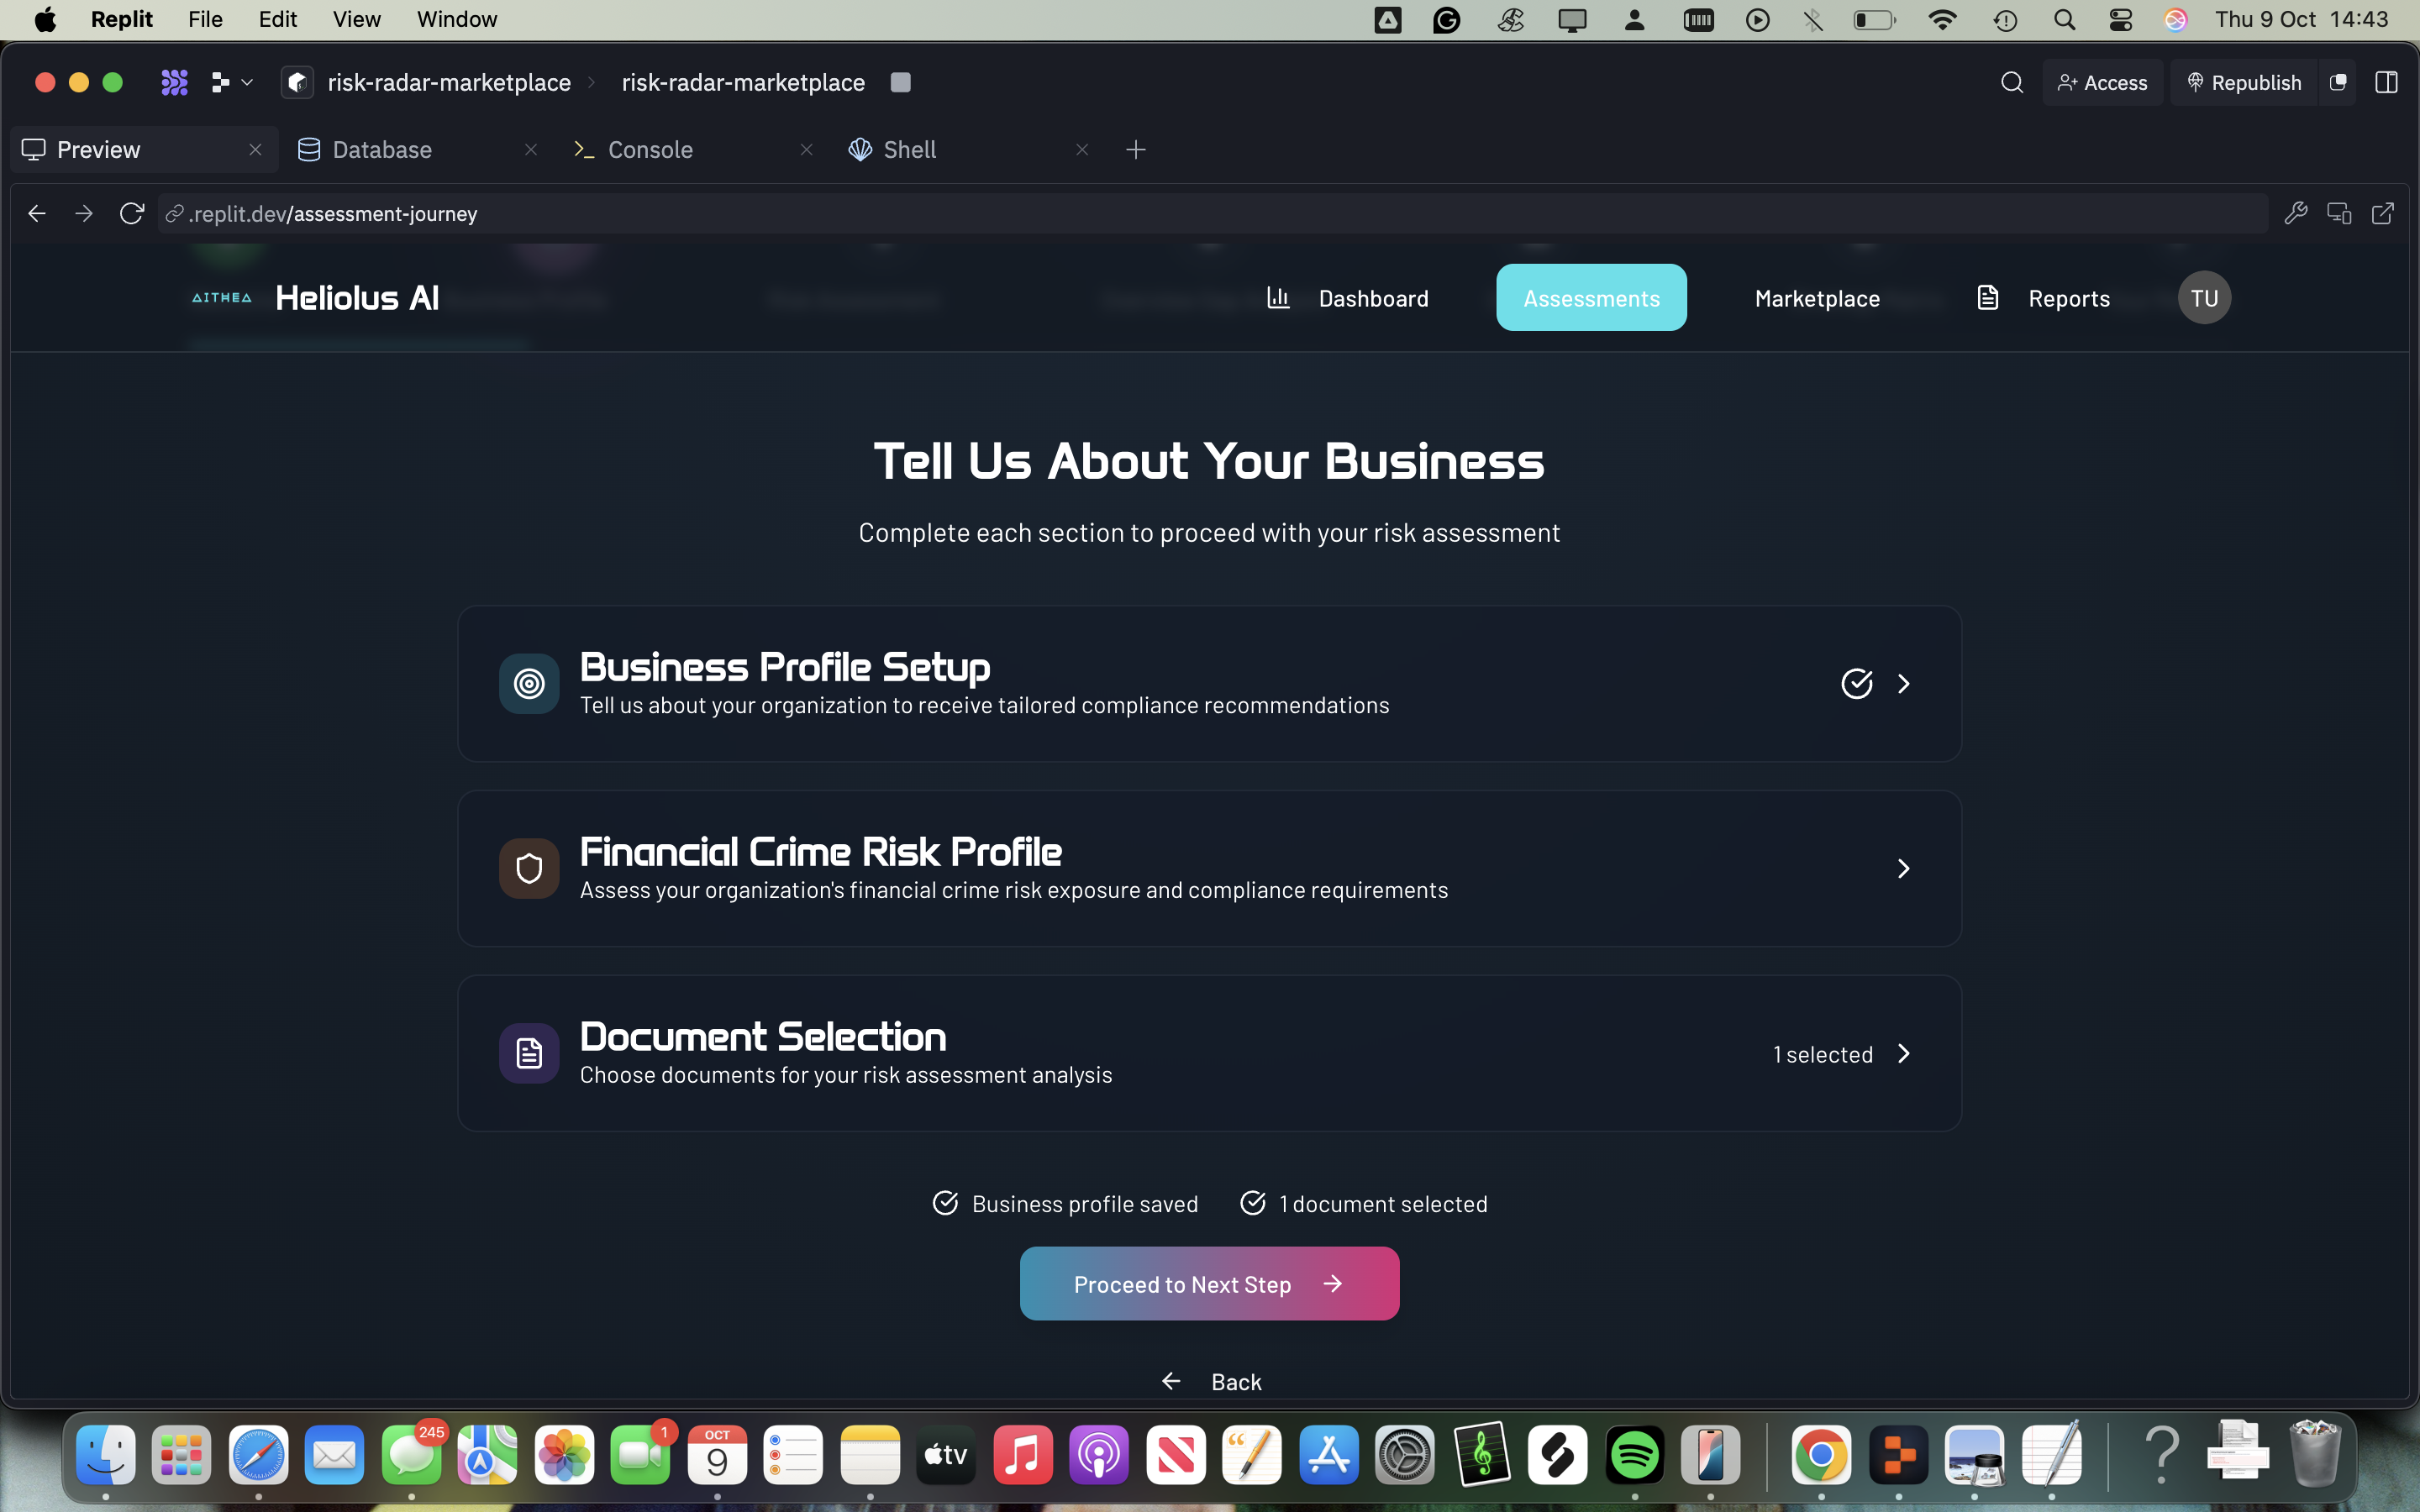 Replit File Edit View Window Thu 9 Oct 14:43
risk-radar-marketplace risk-radar-marketplace Access Republish
Preview Database Console Shell
.replit.dev/assessment-journey
AITHEA Heliolus AI Dashboard Assessments Marketplace Reports TU
Tell Us About Your Business
Complete each section to proceed with your risk assessment
Business Profile Setup
Tell us about your organization to receive tailored compliance recommendations
Financial Crime Risk Profile
Assess your organization's financial crime risk exposure and compliance requirements
Document Selection
1 selected
Choose documents for your risk assessment analysis
Business profile saved 1 document selected
Proceed to Next Step
Back
245 1 OCT 9 tv